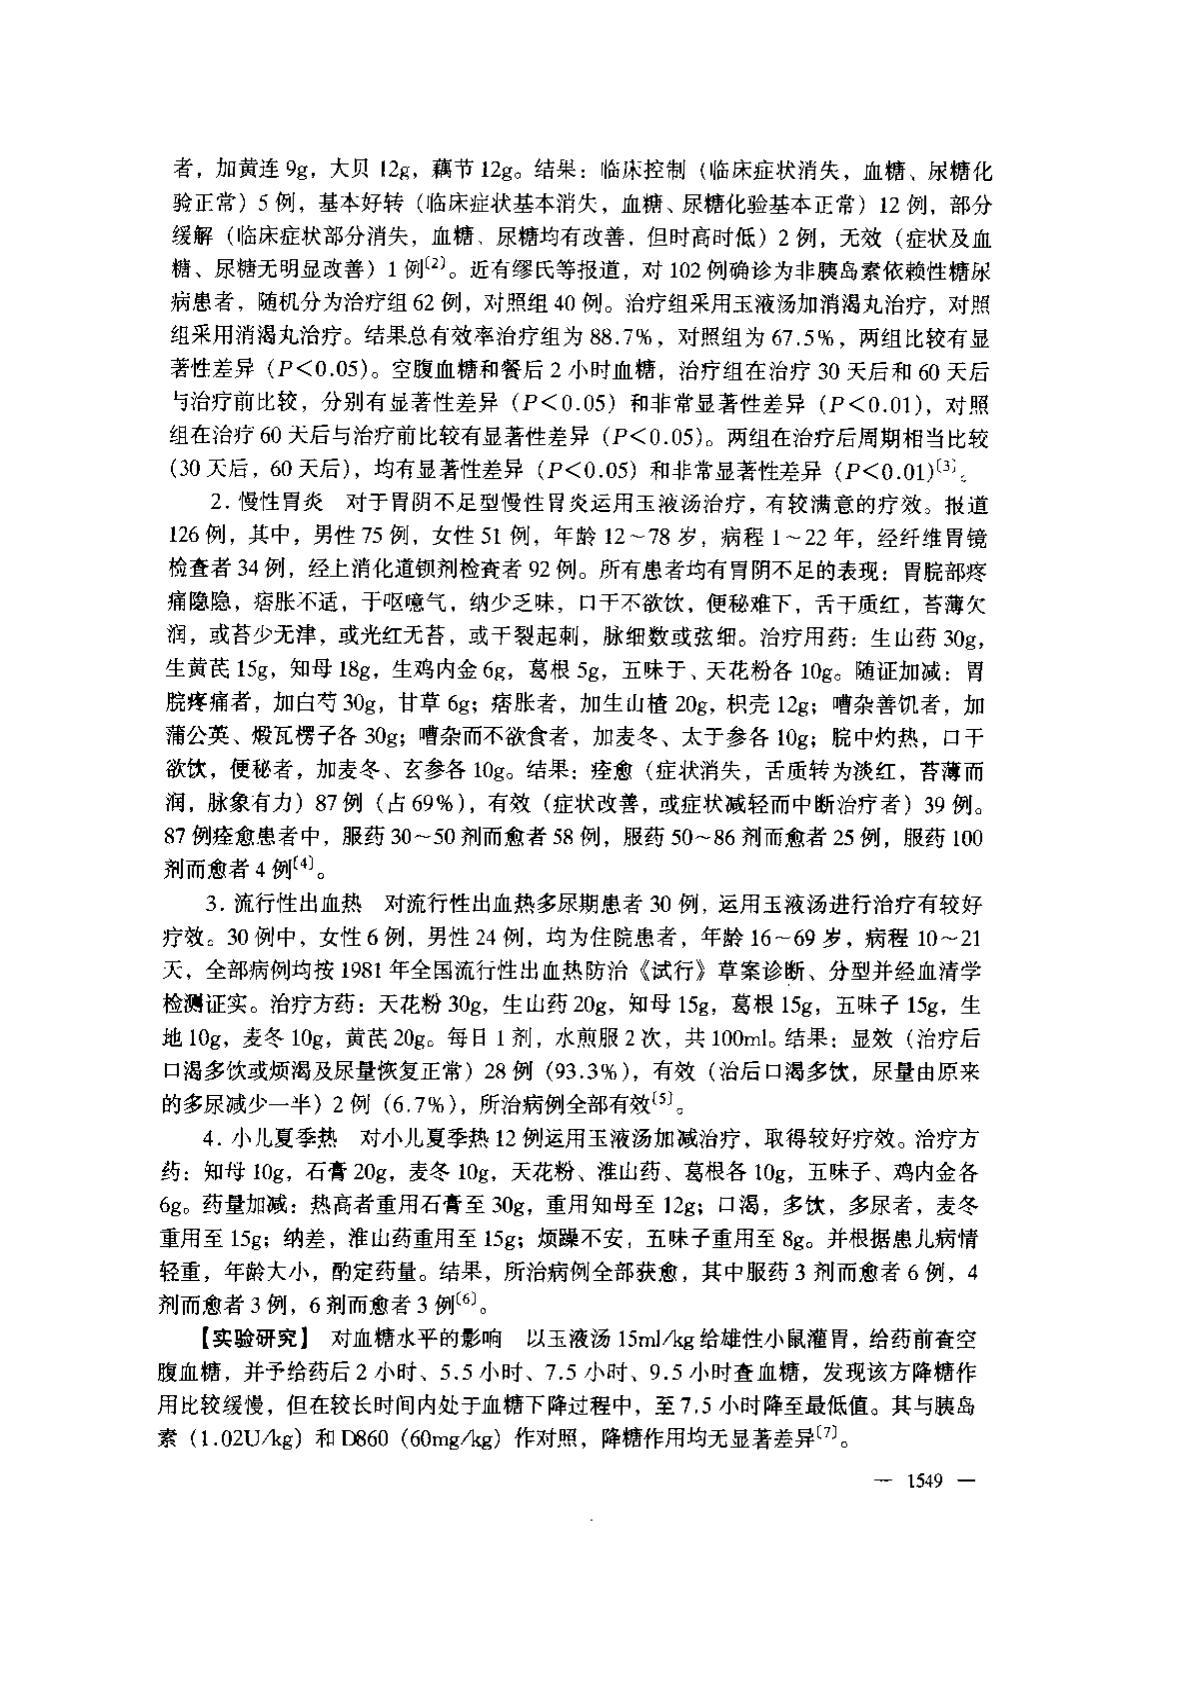 者，加黄连 9g，大贝 12g，藕节 12g。结果：临床控制（临床症状消失，血糖、尿糖化
验正常）5 例，基本好转（临床症状基本消失，血糖、尿糖化验基本正常）12 例，部分
缓解（临床症状部分消失，血糖、尿糖均有改善，但时高时低）2 例，无效（症状及血
糖、尿糖无明显改善）1 例〔2〕。近有缪氏等报道，对 102 例确诊为非胰岛素依赖性糖尿
病患者，随机分为治疗组 62 例，对照组 40 例。治疗组采用玉液汤加消渴丸治疗，对照
组采用消渴丸治疗。结果总有效率治疗组为 88.7%，对照组为 67.5%，两组比较有显
著性差异（P＜0.05）。空腹血糖和餐后 2 小时血糖，治疗组在治疗 30 天后和 60 天后
与治疗前比较，分别有显著性差异（P＜0.05）和非常显著性差异（P＜0.01），对照
组在治疗 60 天后与治疗前比较有显著性差异（P＜0.05）。两组在治疗后周期相当比较
（30 天后，60 天后），均有显著性差异（P＜0.05）和非常显著性差异（P＜0.01）〔3〕。
2. 慢性胃炎　对于胃阴不足型慢性胃炎运用玉液汤治疗，有较满意的疗效。报道
126 例，其中，男性 75 例，女性 51 例，年龄 12～78 岁，病程 1～22 年，经纤维胃镜
检查者 34 例，经上消化道钡剂检查者 92 例。所有患者均有胃阴不足的表现：胃脘部疼
痛隐隐，痞胀不适，干呕噫气，纳少乏味，口干不欲饮，便秘难下，舌干质红，苔薄欠
润，或苔少无津，或光红无苔，或干裂起刺，脉细数或弦细。治疗用药：生山药 30g，
生黄芪 15g，知母 18g，生鸡内金 6g，葛根 5g，五味子、天花粉各 10g。随证加减：胃
脘疼痛者，加白芍 30g，甘草 6g；痞胀者，加生山楂 20g，枳壳 12g；嘈杂善饥者，加
蒲公英、煅瓦楞子各 30g；嘈杂而不欲食者，加麦冬、太子参各 10g；脘中灼热，口干
欲饮，便秘者，加麦冬、玄参各 10g。结果：痊愈（症状消失，舌质转为淡红，苔薄而
润，脉象有力）87 例（占 69%），有效（症状改善，或症状减轻而中断治疗者）39 例。
87 例痊愈患者中，服药 30～50 剂而愈者 58 例，服药 50～86 剂而愈者 25 例，服药 100
剂而愈者 4 例〔4〕。
3. 流行性出血热　对流行性出血热多尿期患者 30 例，运用玉液汤进行治疗有较好
疗效。30 例中，女性 6 例，男性 24 例，均为住院患者，年龄 16～69 岁，病程 10～21
天，全部病例均按 1981 年全国流行性出血热防治《试行》草案诊断、分型并经血清学
检测证实。治疗方药：天花粉 30g，生山药 20g，知母 15g，葛根 15g，五味子 15g，生
地 10g，麦冬 10g，黄芪 20g。每日 1 剂，水煎服 2 次，共 100ml。结果：显效（治疗后
口渴多饮或烦渴及尿量恢复正常）28 例（93.3%），有效（治后口渴多饮，尿量由原来
的多尿减少一半）2 例（6.7%），所治病例全部有效〔5〕。
4. 小儿夏季热　对小儿夏季热 12 例运用玉液汤加减治疗，取得较好疗效。治疗方
药：知母 10g，石膏 20g，麦冬 10g，天花粉、淮山药、葛根各 10g，五味子、鸡内金各
6g。药量加减：热高者重用石膏至 30g，重用知母至 12g；口渴，多饮，多尿者，麦冬
重用至 15g；纳差，淮山药重用至 15g；烦躁不安，五味子重用至 8g。并根据患儿病情
轻重，年龄大小，酌定药量。结果，所治病例全部获愈，其中服药 3 剂而愈者 6 例，4
剂而愈者 3 例，6 剂而愈者 3 例〔6〕。
【实验研究】　对血糖水平的影响　以玉液汤 15ml/kg 给雄性小鼠灌胃，给药前查空
腹血糖，并予给药后 2 小时、5.5 小时、7.5 小时、9.5 小时查血糖，发现该方降糖作
用比较缓慢，但在较长时间内处于血糖下降过程中，至 7.5 小时降至最低值。其与胰岛
素（1.02U/kg）和 D860（60mg/kg）作对照，降糖作用均无显著差异〔7〕。
— 1549 —